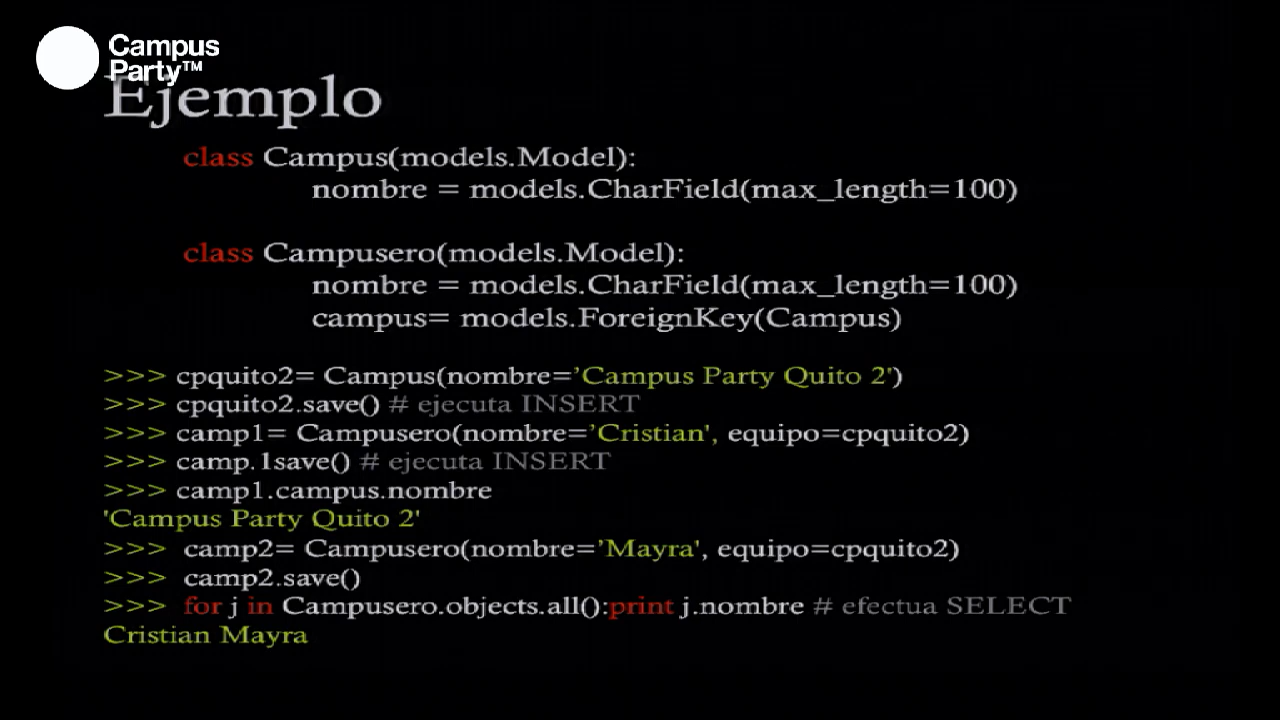 Campus
Party™
Ejemplo
class Campus(models.Model):
nombre = models.CharField(max_length=100)
class Campusero(models.Model):
nombre = models.CharField(max_length=100)
campus= models.ForeignKey(Campus)
>>> cpquito2= Campus(nombre=’Campus Party Quito 2')
>>> cpquito2.save() # ejecuta INSERT
>>> camp1= Campusero(nombre=’Cristian', equipo=cpquito2)
>>> camp.1save() # ejecuta INSERT
>>> camp1.campus.nombre
'Campus Party Quito 2'
>>> camp2= Campusero(nombre=’Mayra', equipo=cpquito2)
>>> camp2.save()
>>> for j in Campusero.objects.all():print j.nombre # efectua SELECT
Cristian Mayra